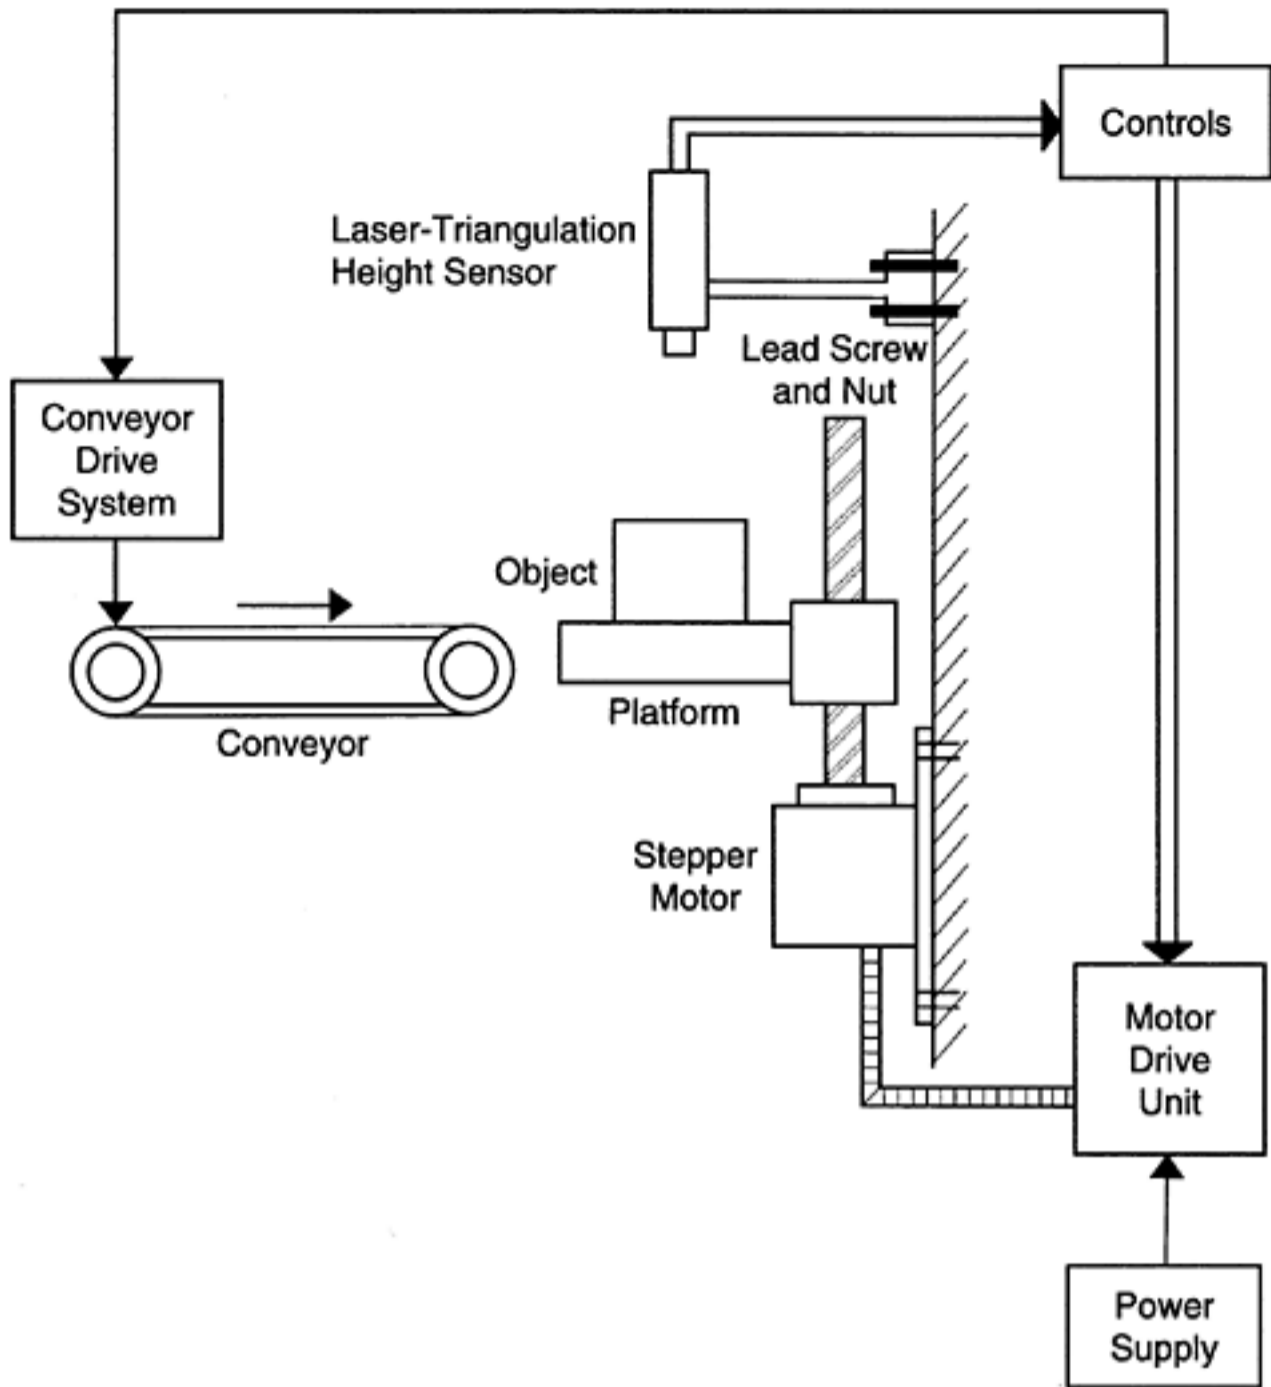 Controls
Laser-Triangulation
Height Sensor
Lead Screw
and Nut
Conveyor
Drive
System
Object
Platform
Conveyor
Stepper
Motor
Motor
Drive
Unit
Power
Supply